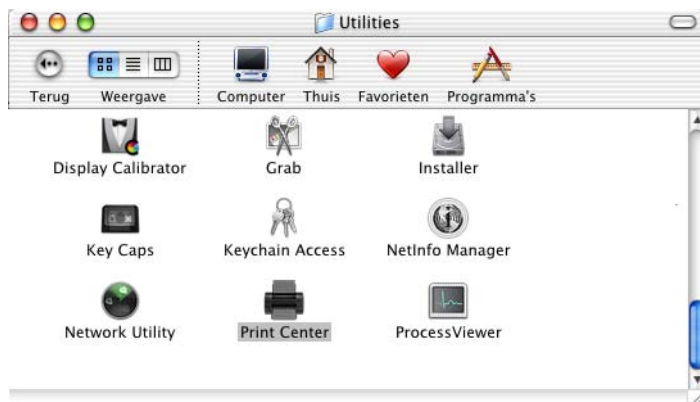 Utilities
Terug Weergave Computer Thuis Favorieten Programma's
Display Calibrator Grab Installer
Key Caps Keychain Access NetInfo Manager
Network Utility Print Center ProcessViewer